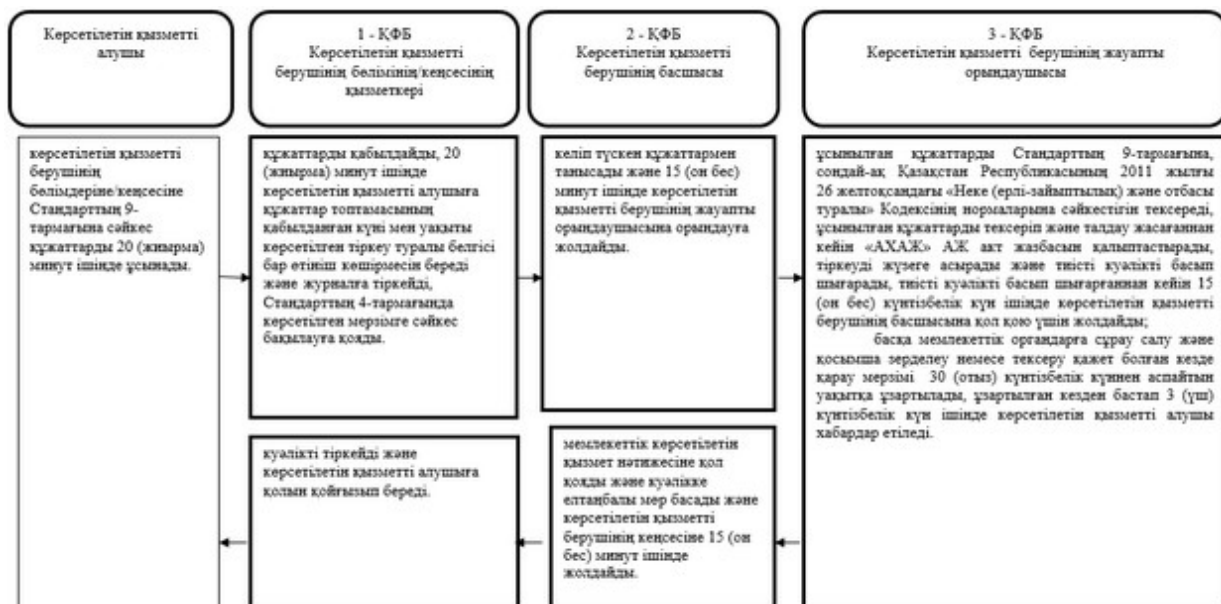 Көрсетілетін қызметті
алушы
1 - ҚФБ
Көрсетілетін қызметті
берушінің бөлімінің/кеңсесінің
қызметкері
2 - ҚФБ
Көрсетілетін қызметті
берушінің басшысы
3 - ҚФБ
Көрсетілетін қызметті берушінің жауапты
орындаушысы
көрсетілетін қызметті
берушінің
бөлімдеріне/кеңсесіне
Стандарттың 9-
тармағына сәйкес
құжаттарды 20 (жиырма)
минут ішінде ұсынады.
құжаттарды қабылдайды, 20
(жиырма) минут ішінде
көрсетілетін қызметті алушыға
құжаттар топтамасының
қабылданған күні мен уақыты
көрсетілген тіркеу туралы белгісі
бар өтініш көшірмесін береді
және журналға тіркейді,
Стандарттың 4-тармағында
көрсетілген мерзімге сәйкес
бақылауға қояды.
келіп түскен құжаттармен
танысады және 15 (он бес)
минут ішінде көрсетілетін
қызметті берушінің жауапты
орындаушысына орындауға
жолдайды.
ұсынылған құжаттарды Стандарттың 9-тармағына,
сондай-ақ Қазақстан Республикасының 2011 жылғы
26 желтоқсандағы «Неке (ерлі-зайыптылық) және отбасы
туралы» Кодексінің нормаларына сәйкестігін тексереді,
ұсынылған құжаттарды тексеріп және талдау жасағаннан
кейін «АХАЖ» АЖ акт жазбасын қалыптастырады,
тіркеуді жүзеге асырады және тиісті куәлікті басып
шығарады, тиісті куәлікті басып шығарғаннан кейін 15
(он бес) күнтізбелік күн ішінде көрсетілетін қызметті
берушінің басшысына қол қою үшін жолдайды;
басқа мемлекеттік органдарға сұрау салу және
қосымша зерделеу немесе тексеру қажет болған кезде
қарау мерзімі 30 (отыз) күнтізбелік күннен аспайтын
уақытқа ұзартылады, ұзартылған кезден бастап 3 (үш)
күнтізбелік күн ішінде көрсетілетін қызметті алушы
хабардар етіледі.
куәлікті тіркейді және
көрсетілетін қызметті алушыға
қолын қойғызып береді.
мемлекеттік көрсетілетін
қызмет нәтижесіне қол
қояды және куәлікке
елтаңбалы мөр басады және
көрсетілетін қызметті
берушінің кеңсесіне 15 (он
бес) минут ішінде
жолдайды.